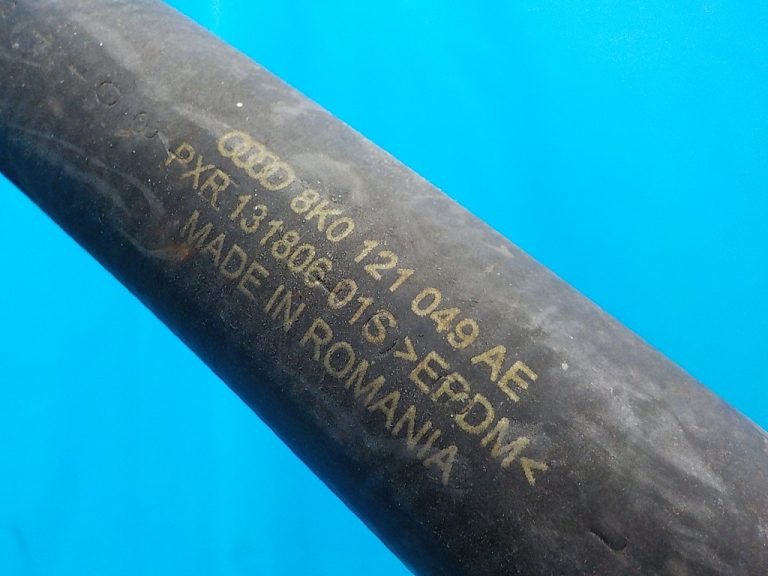 8K0 121 049 AE
PXR 131806 01S >EPDM<
MADE IN ROMANIA